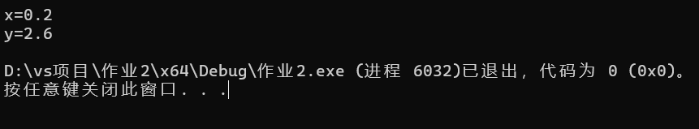 x=0.2
y=2.6
D:\vs项目\作业2\x64\Debug\作业2.exe (进程 6032)已退出，代码为 0 (0x0)。
按任意键关闭此窗口. . .